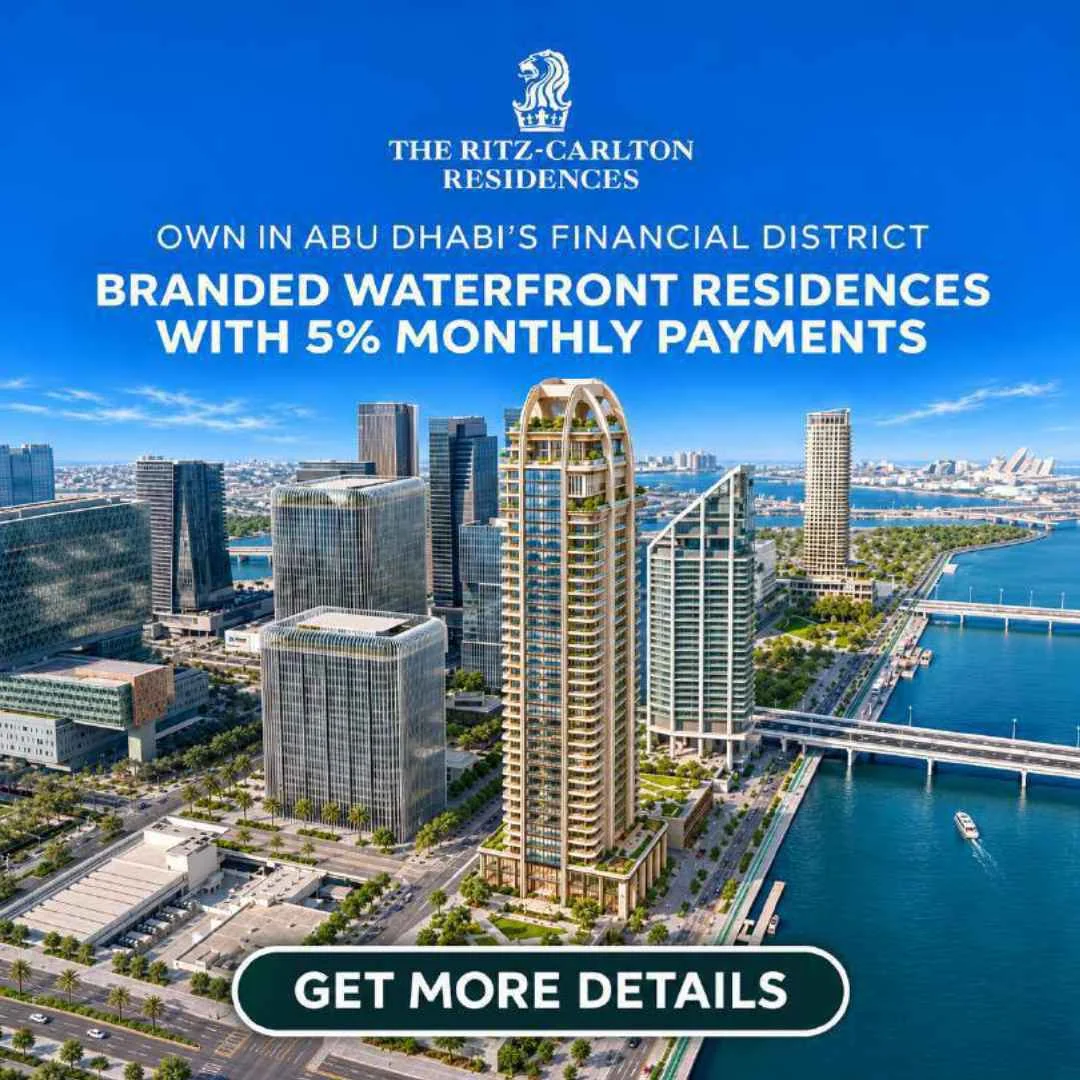 THE RITZ-CARLTON
RESIDENCES
OWN IN ABU DHABI'S FINANCIAL DISTRICT
BRANDED WATERFRONT RESIDENCES
WITH 5% MONTHLY PAYMENTS
GET MORE DETAILS